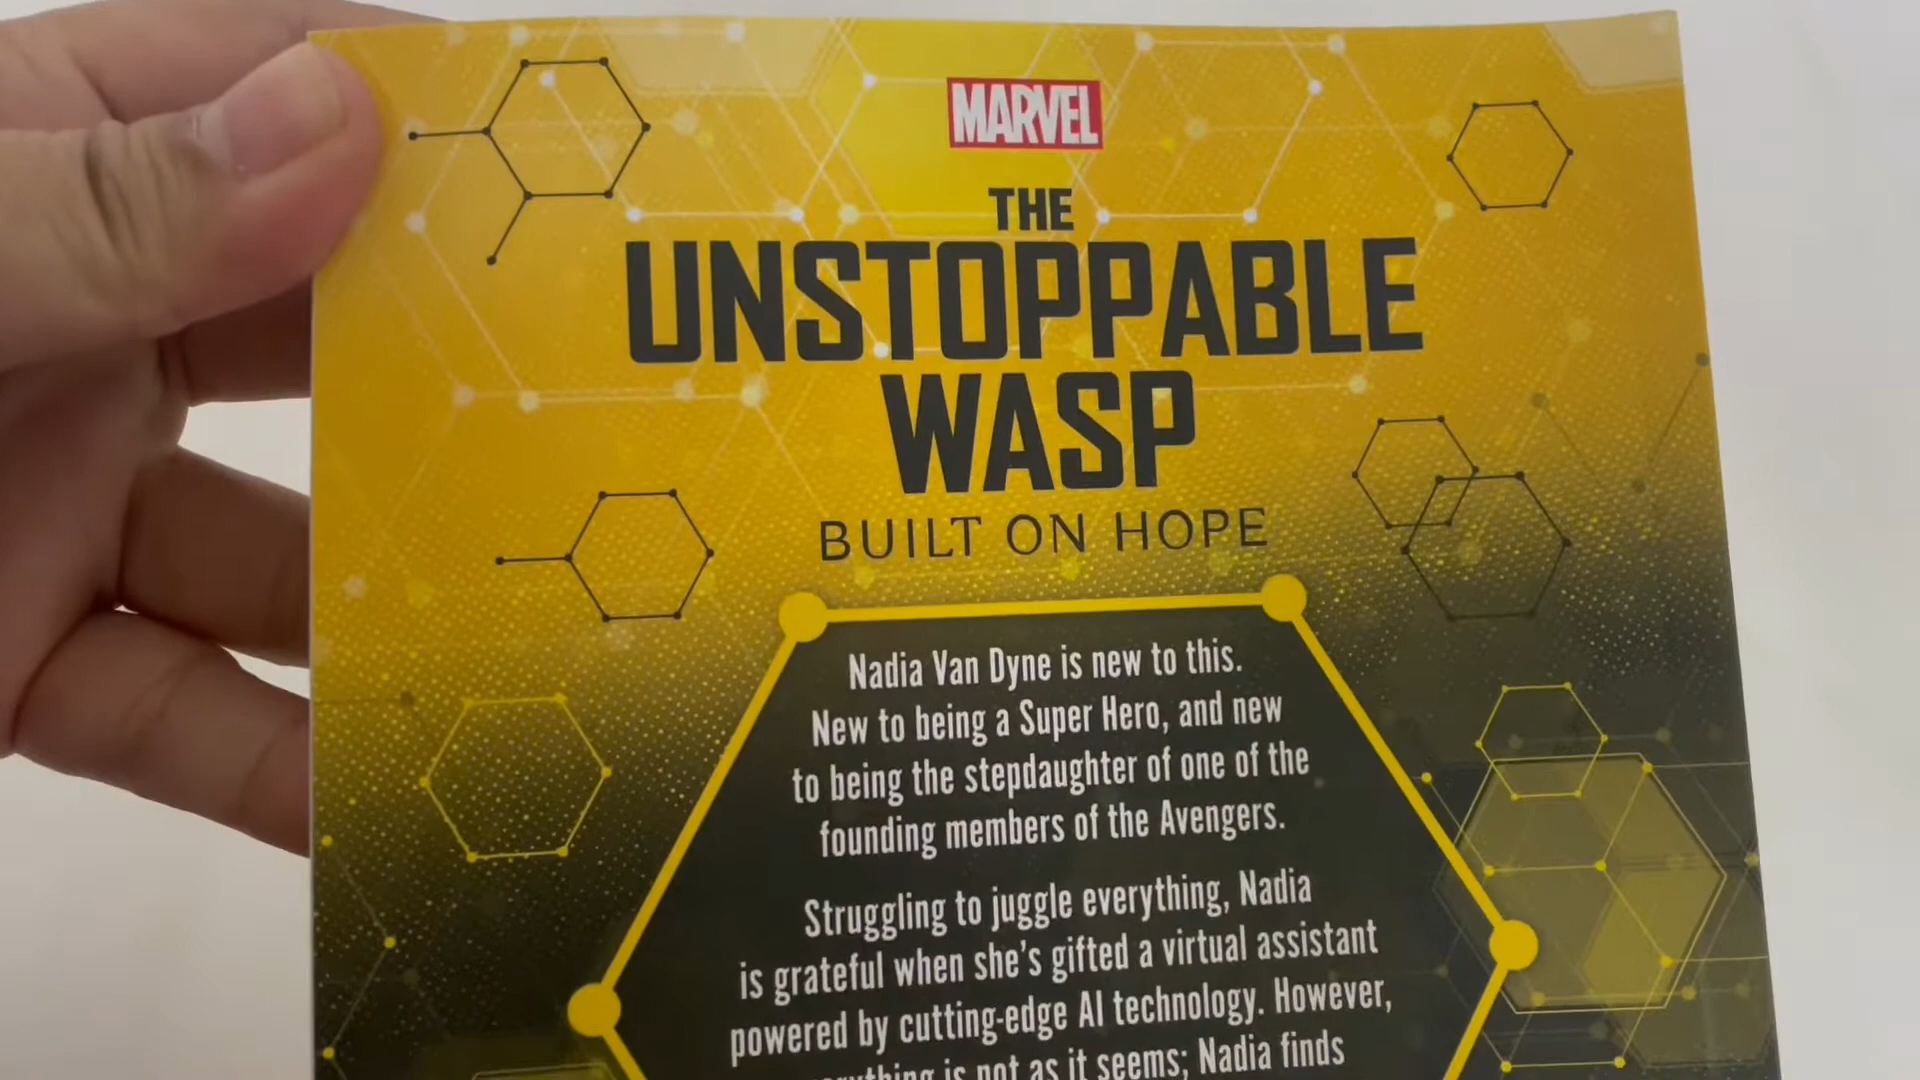 MARVEL
THE
UNSTOPPABLE
WASP
BUILT ON HOPE
Nadia Van Dyne is new to this.
New to being a Super Hero, and new
to being the stepdaughter of one of the
founding members of the Avengers.
Struggling to juggle everything, Nadia
is grateful when she's gifted a virtual assistant
powered by cutting-edge AI technology. However,
is not as it seems; Nadia finds